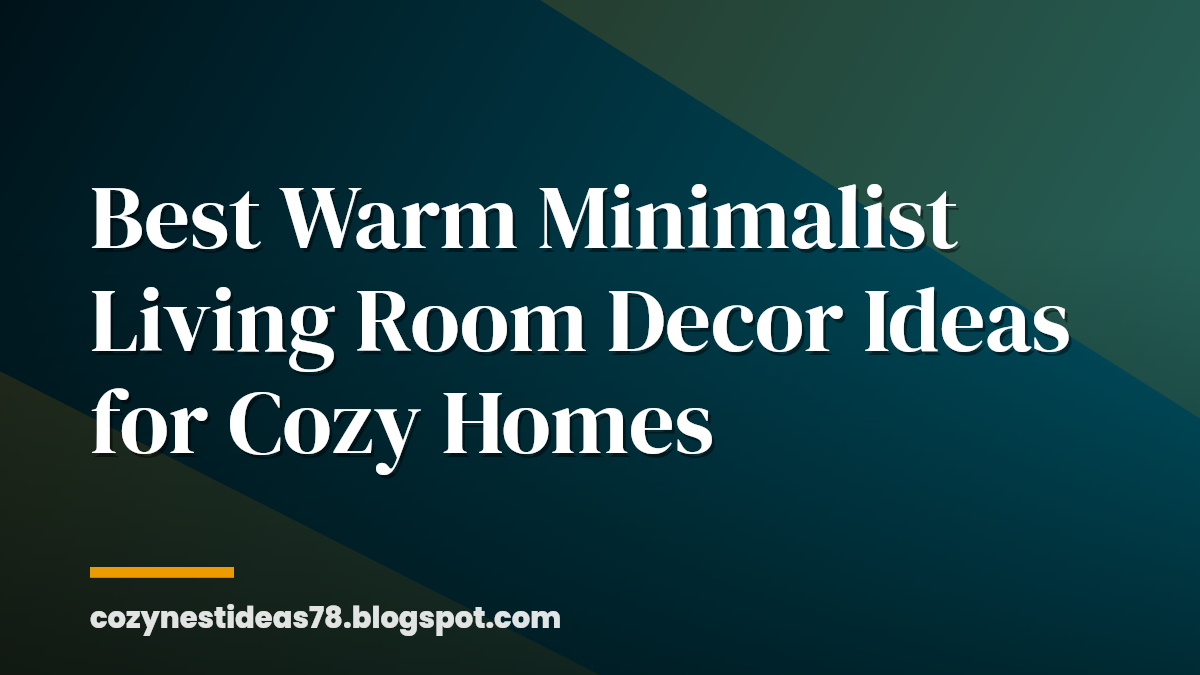 Best Warm Minimalist
Living Room Decor Ideas
for Cozy Homes
cozynestideas78.blogspot.com